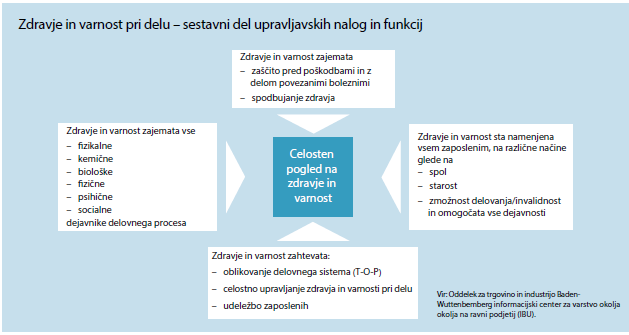 Zdravje in varnost pri delu – sestavni del upravljavskih nalog in funkcij
Zdravje in varnost zajemata
– zaščito pred poškodbami in z
delom povezanimi boleznimi
– spodbujanje zdravja
Zdravje in varnost zajemata vse
– fizikalne
– kemične
– biološke
– fizične
– psihične
– socialne
dejavnike delovnega procesa
Celosten
pogled na
zdravje in
varnost
Zdravje in varnost sta namenjena
vsem zaposlenim, na različne načine
glede na
– spol
– starost
– zmožnost delovanja/invalidnost
in omogočata vse dejavnosti
Zdravje in varnost zahtevata:
– oblikovanje delovnega sistema (T-O-P)
– celostno upravljanje zdravja in varnosti pri delu
– udeležbo zaposlenih
Vir: Oddelek za trgovino in industrijo Baden-
Wuttenbemberg informacijski center za varstvo okolja
okolja na ravni podjetij (IBU).